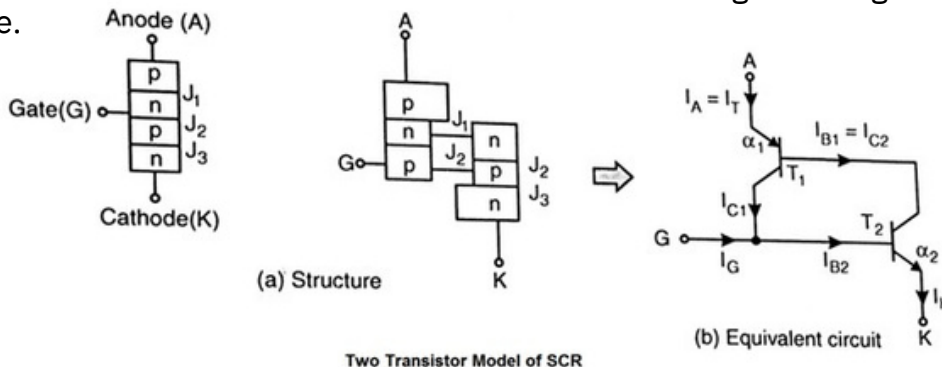 e.
Anode (A)
p
n
p
n
J1
J2
J3
Gate(G)
Cathode(K)
A
p
n
p
J1
J2
G
n
p
n
J2
J3
K
(a) Structure
A
IA = IT
α1
T1
IB1 = IC2
IC1
G
IG
IB2
T2
α2
K
(b) Equivalent circuit
Two Transistor Model of SCR